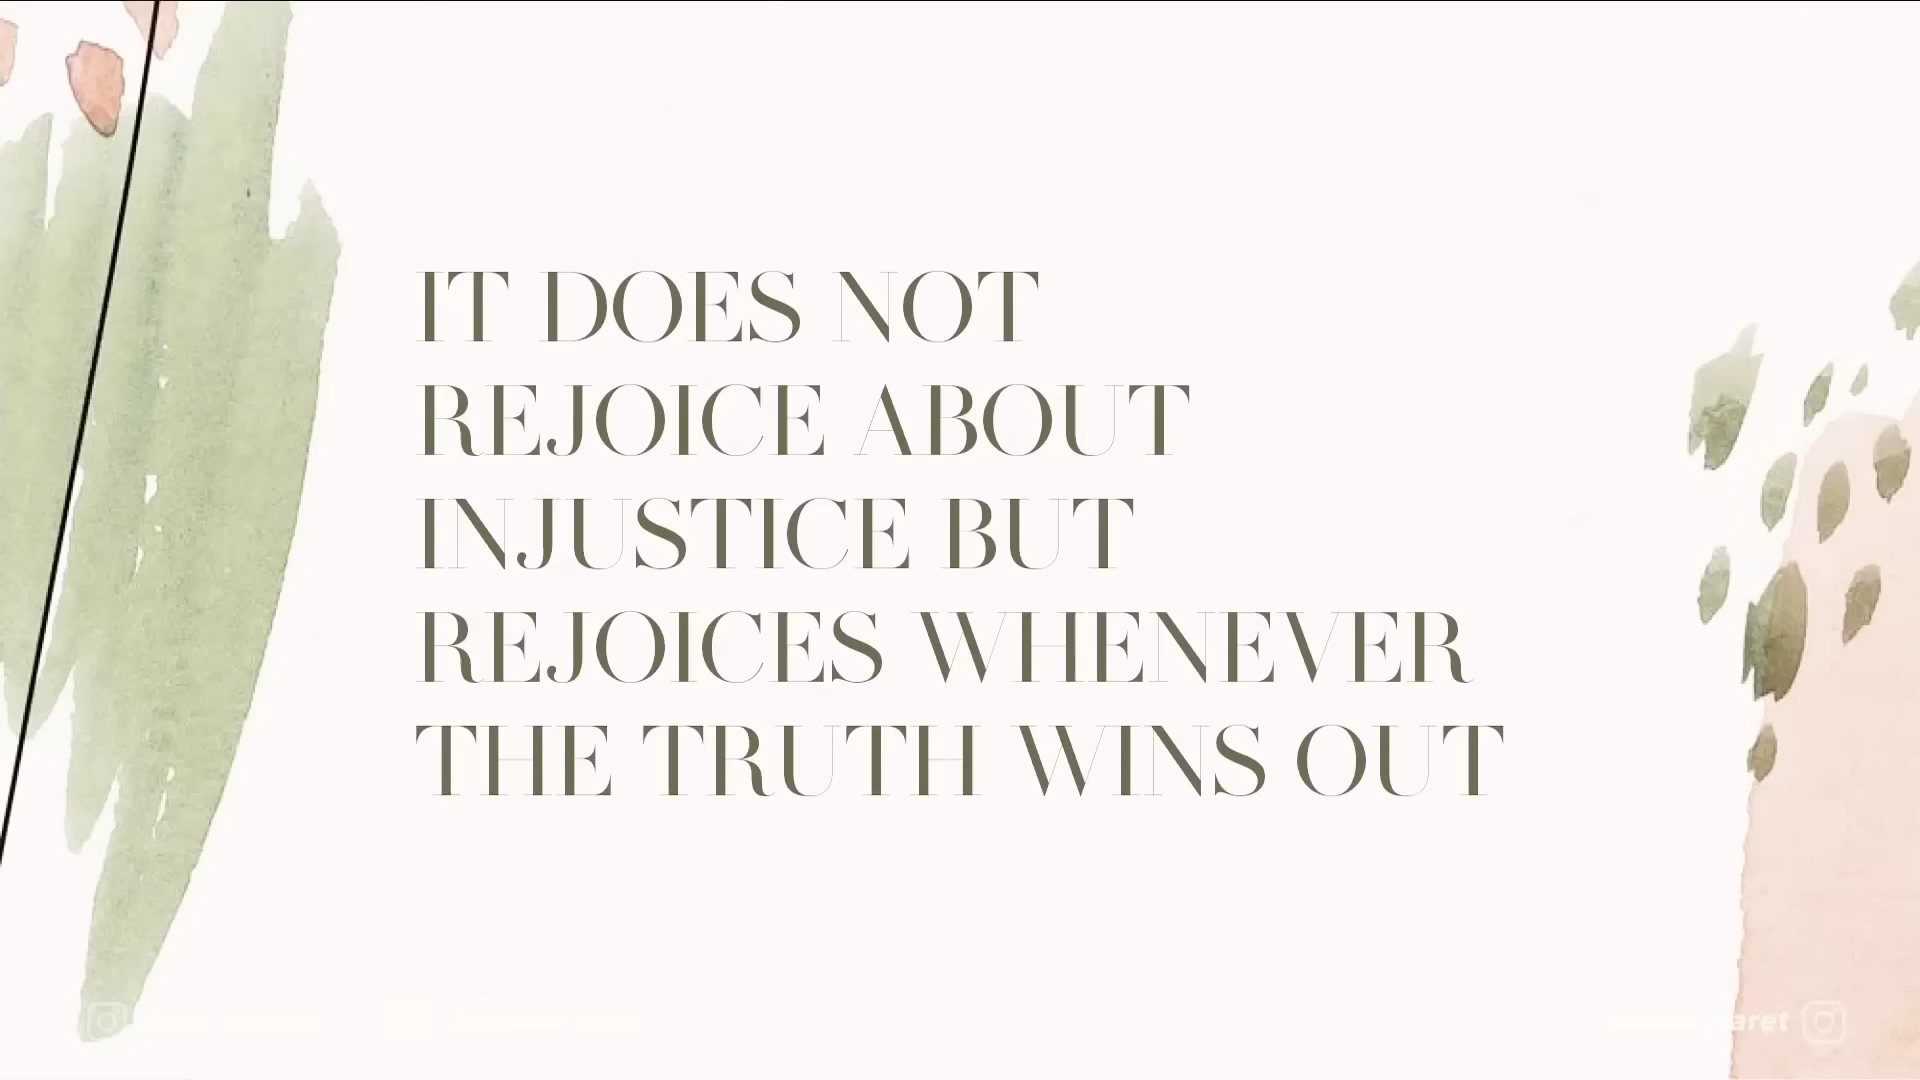 IT DOES NOT
REJOICE ABOUT
INJUSTICE BUT
REJOICES WHENEVER
THE TRUTH WINS OUT